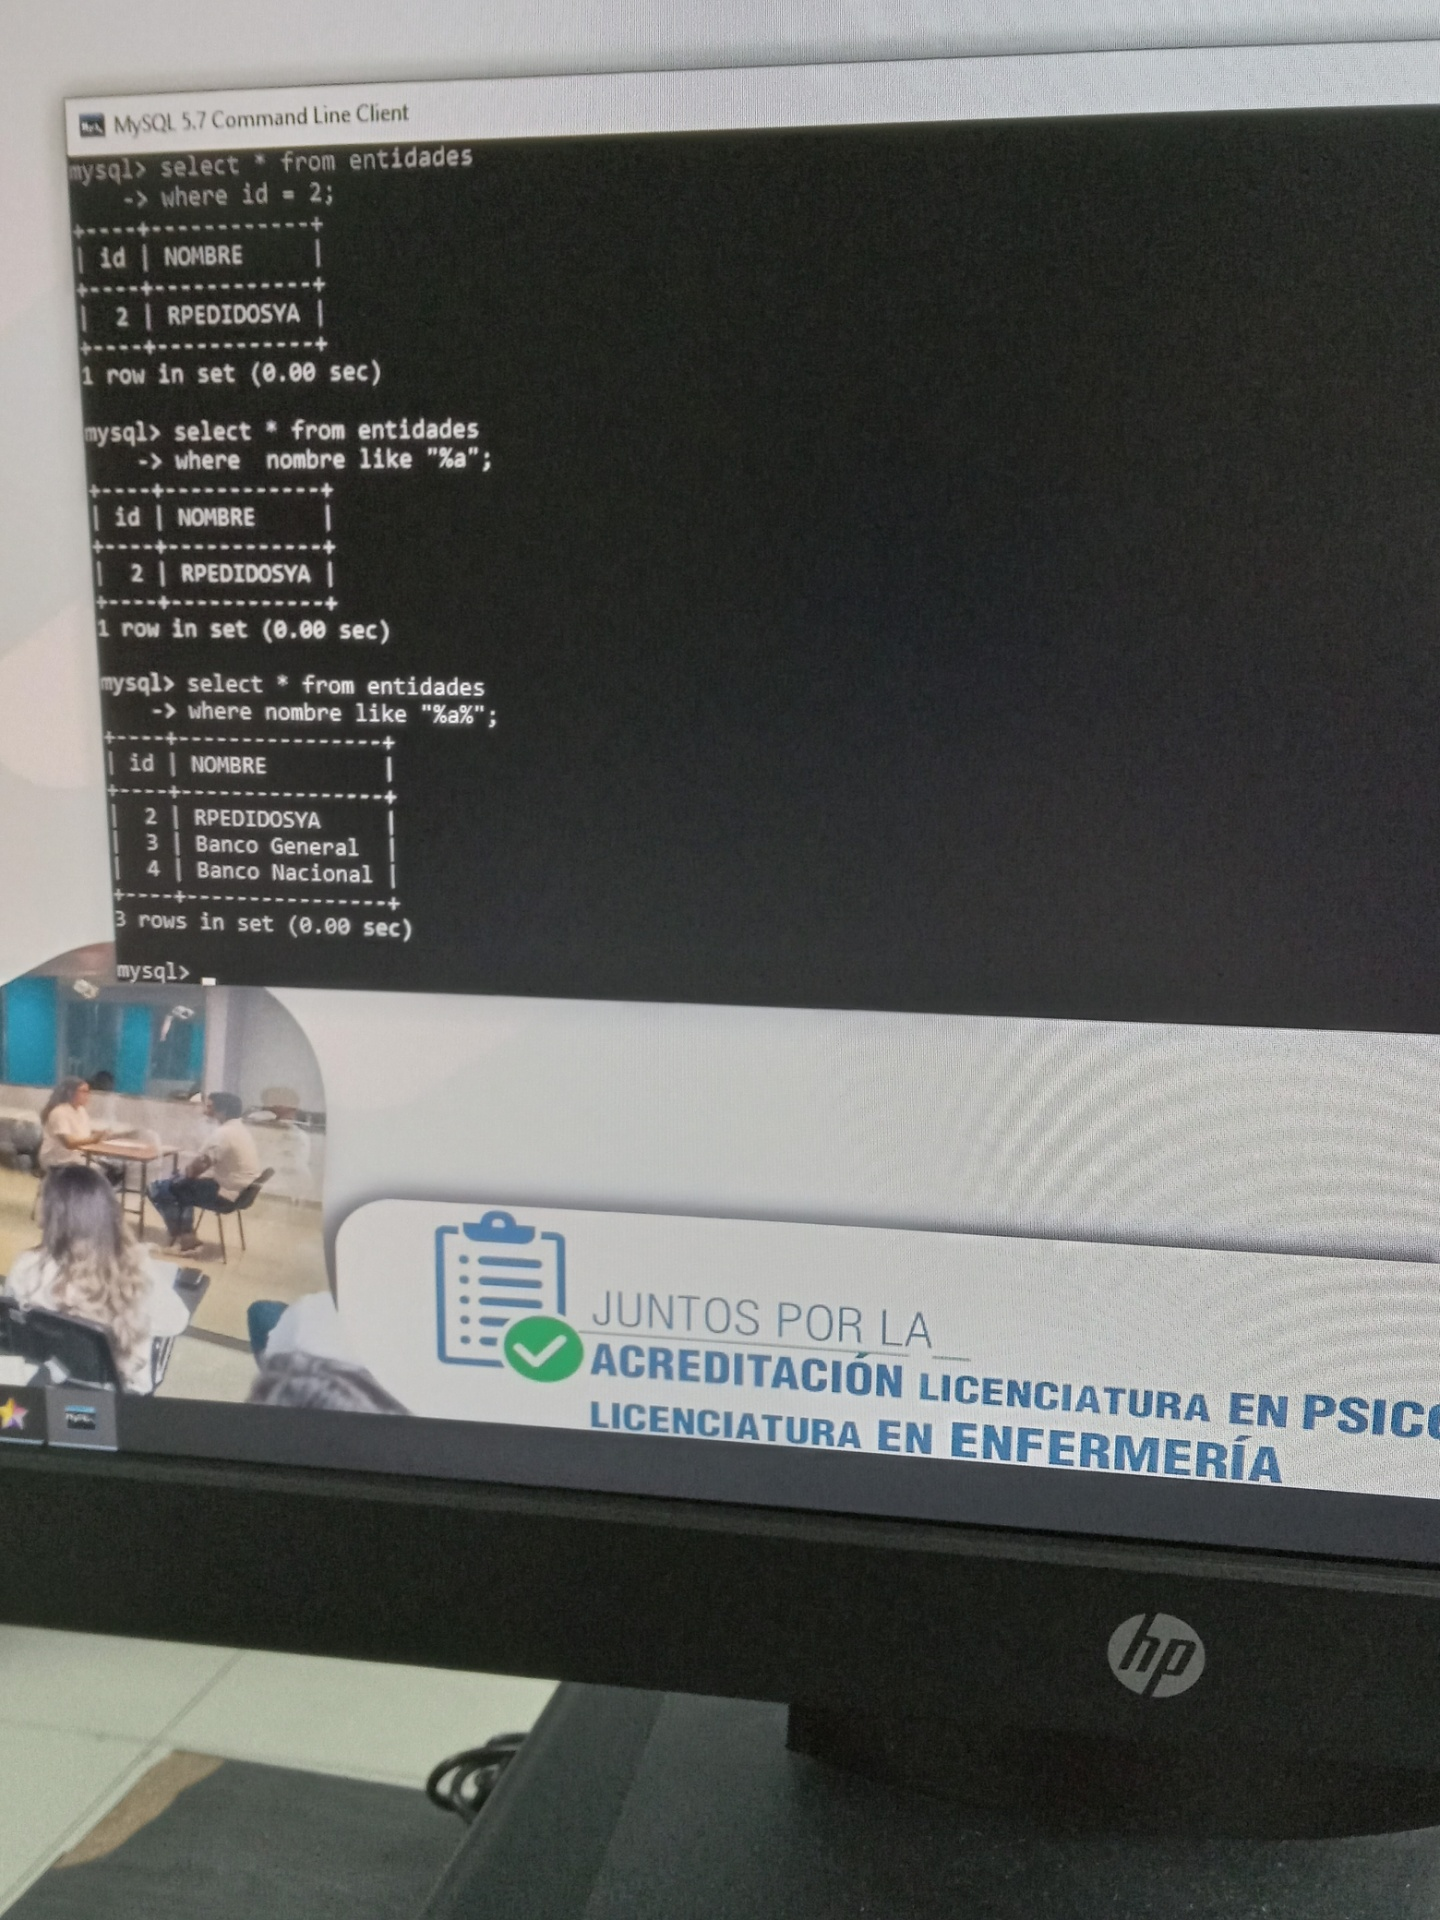 MySQL 5.7 Command Line Client
mysql> select * from entidades
    -> where id = 2;
+----+-----------+
| id | NOMBRE    |
+----+-----------+
|  2 | RPEDIDOSYA |
+----+-----------+
1 row in set (0.00 sec)
mysql> select * from entidades
    -> where  nombre like "%a";
+----+-----------+
| id | NOMBRE    |
+----+-----------+
|  2 | RPEDIDOSYA |
+----+-----------+
1 row in set (0.00 sec)
mysql> select * from entidades
    -> where nombre like "%a%";
+----+----------------+
| id | NOMBRE         |
+----+----------------+
|  2 | RPEDIDOSYA     |
|  3 | Banco General  |
|  4 | Banco Nacional |
+----+----------------+
3 rows in set (0.00 sec)
mysql> _
JUNTOS POR LA
ACREDITACIÓN LICENCIATURA EN PSICO
LICENCIATURA EN ENFERMERÍA
hp